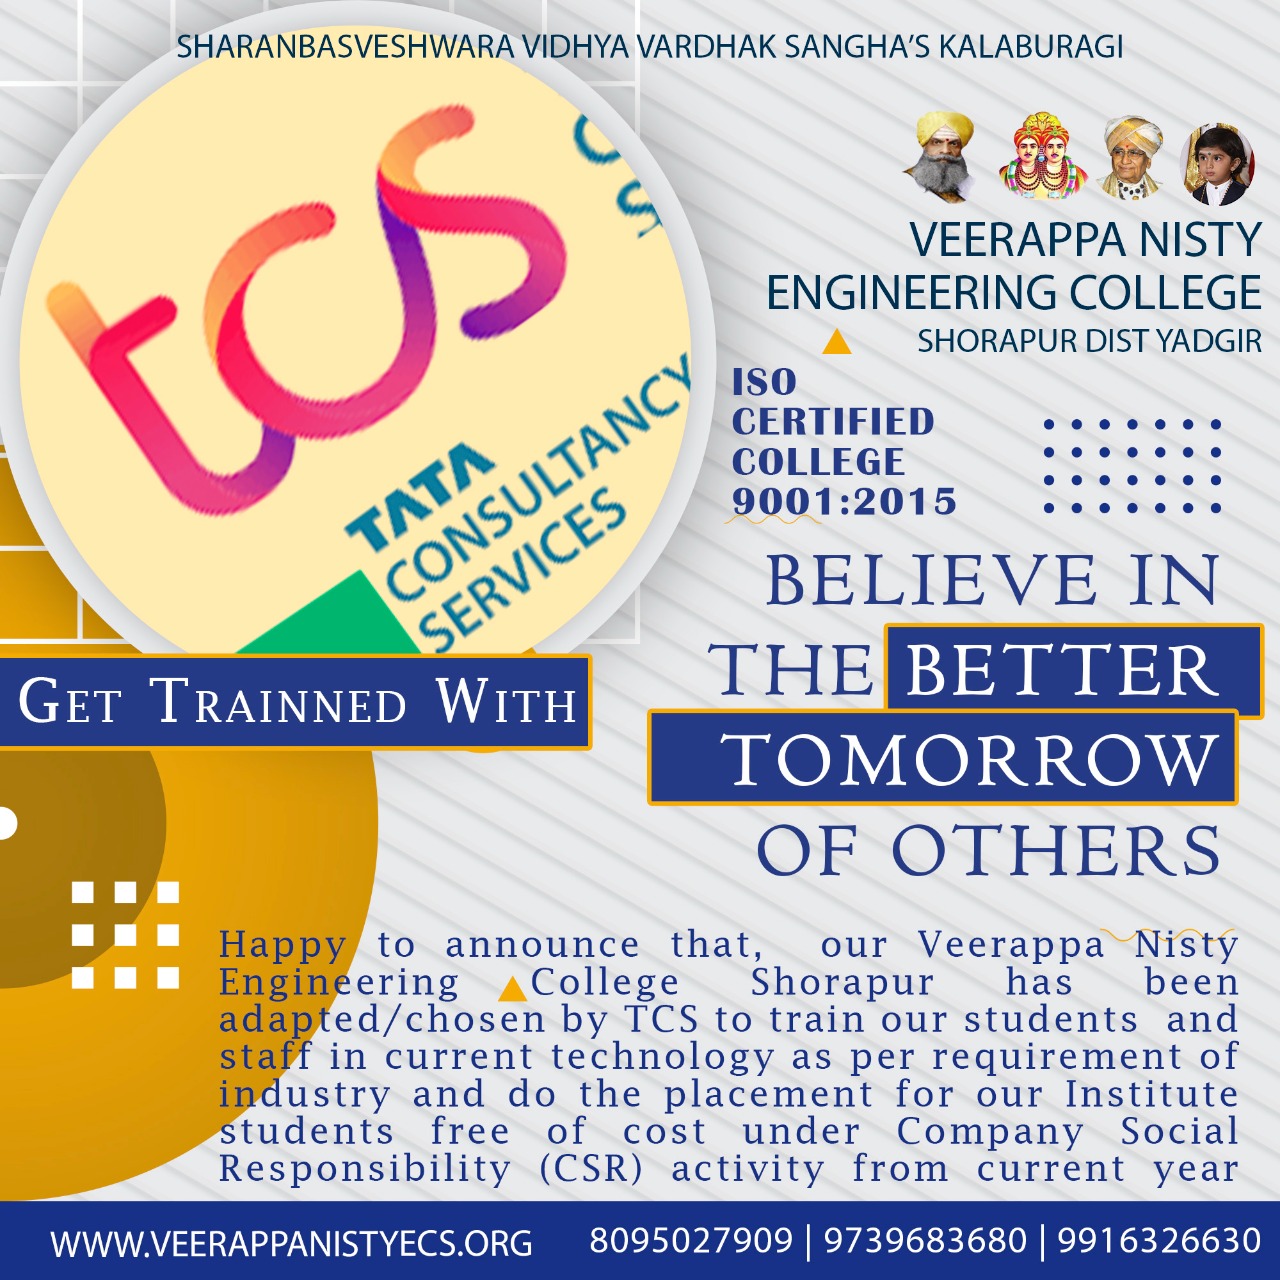 SHARANBASVESHWARA VIDHYA VARDHAK SANGHA'S KALABURAGI
tcs
TATA
CONSULTANCY
SERVICES
VEERAPPA NISTY
ENGINEERING COLLEGE
SHORAPUR DIST YADGIR
ISO
CERTIFIED
COLLEGE
9001:2015
BELIEVE IN
THE BETTER
TOMORROW
OF OTHERS
GET TRAINNED WITH
Happy to announce that, our Veerappa Nisty
Engineering College Shorapur has been
adapted/chosen by TCS to train our students and
staff in current technology as per requirement of
industry and do the placement for our Institute
students free of cost under Company Social
Responsibility (CSR) activity from current year
WWW.VEERAPPANISTYECS.ORG
8095027909 | 9739683680 | 9916326630